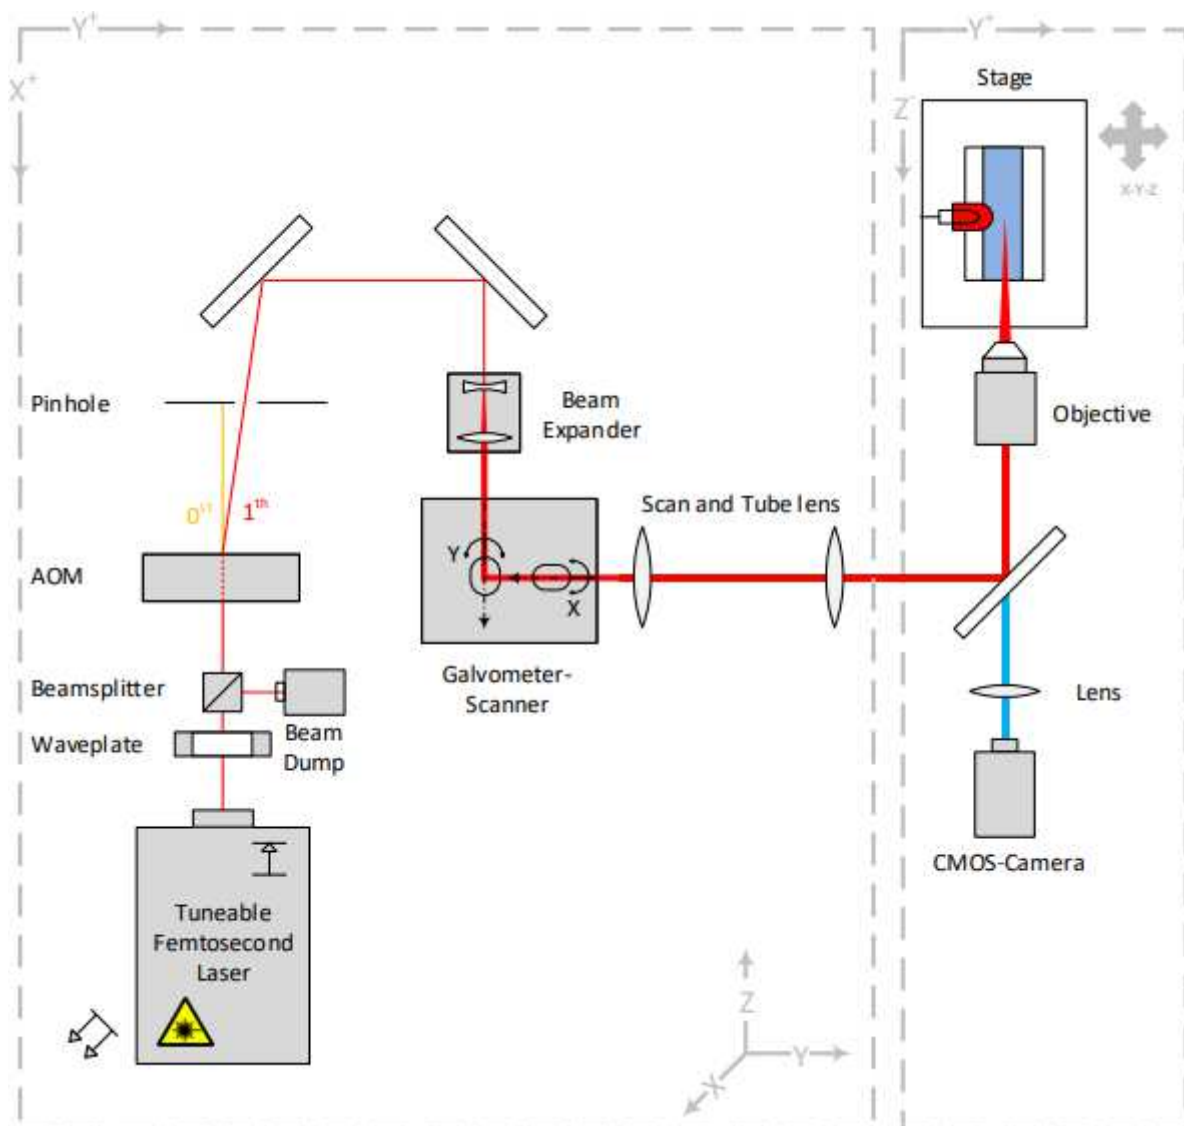 Y+
Y+
X+
Stage
Z
X-Y-Z
Pinhole
Beam
Expander
Objective
0st
1th
Scan and Tube lens
AOM
Y
X
Galvometer-
Scanner
Beamsplitter
Lens
Waveplate
Beam
Dump
CMOS-Camera
Tuneable
Femtosecond
Laser
Z
Y
X